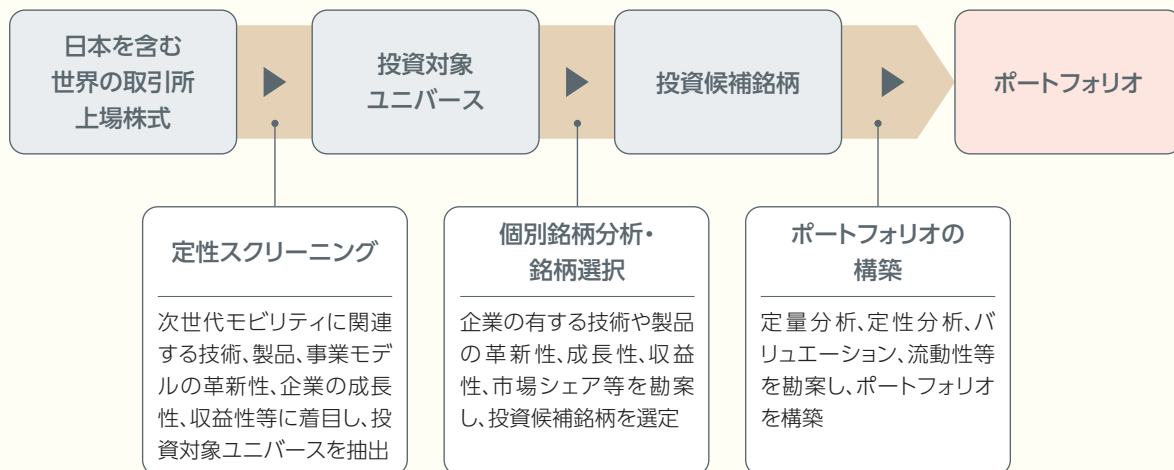 日本を含む
世界の取引所
上場株式
投資対象
ユニバース
投資候補銘柄
ポートフォリオ
定性スクリーニング
次世代モビリティに関連
する技術、製品、事業モデ
ルの革新性、企業の成長
性、収益性等に着目し、投
資対象ユニバースを抽出
個別銘柄分析・
銘柄選択
企業の有する技術や製品
の革新性、成長性、収益
性、市場シェア等を勘案
し、投資候補銘柄を選定
ポートフォリオの
構築
定量分析、定性分析、バ
リュエーション、流動性等
を勘案し、ポートフォリオ
を構築